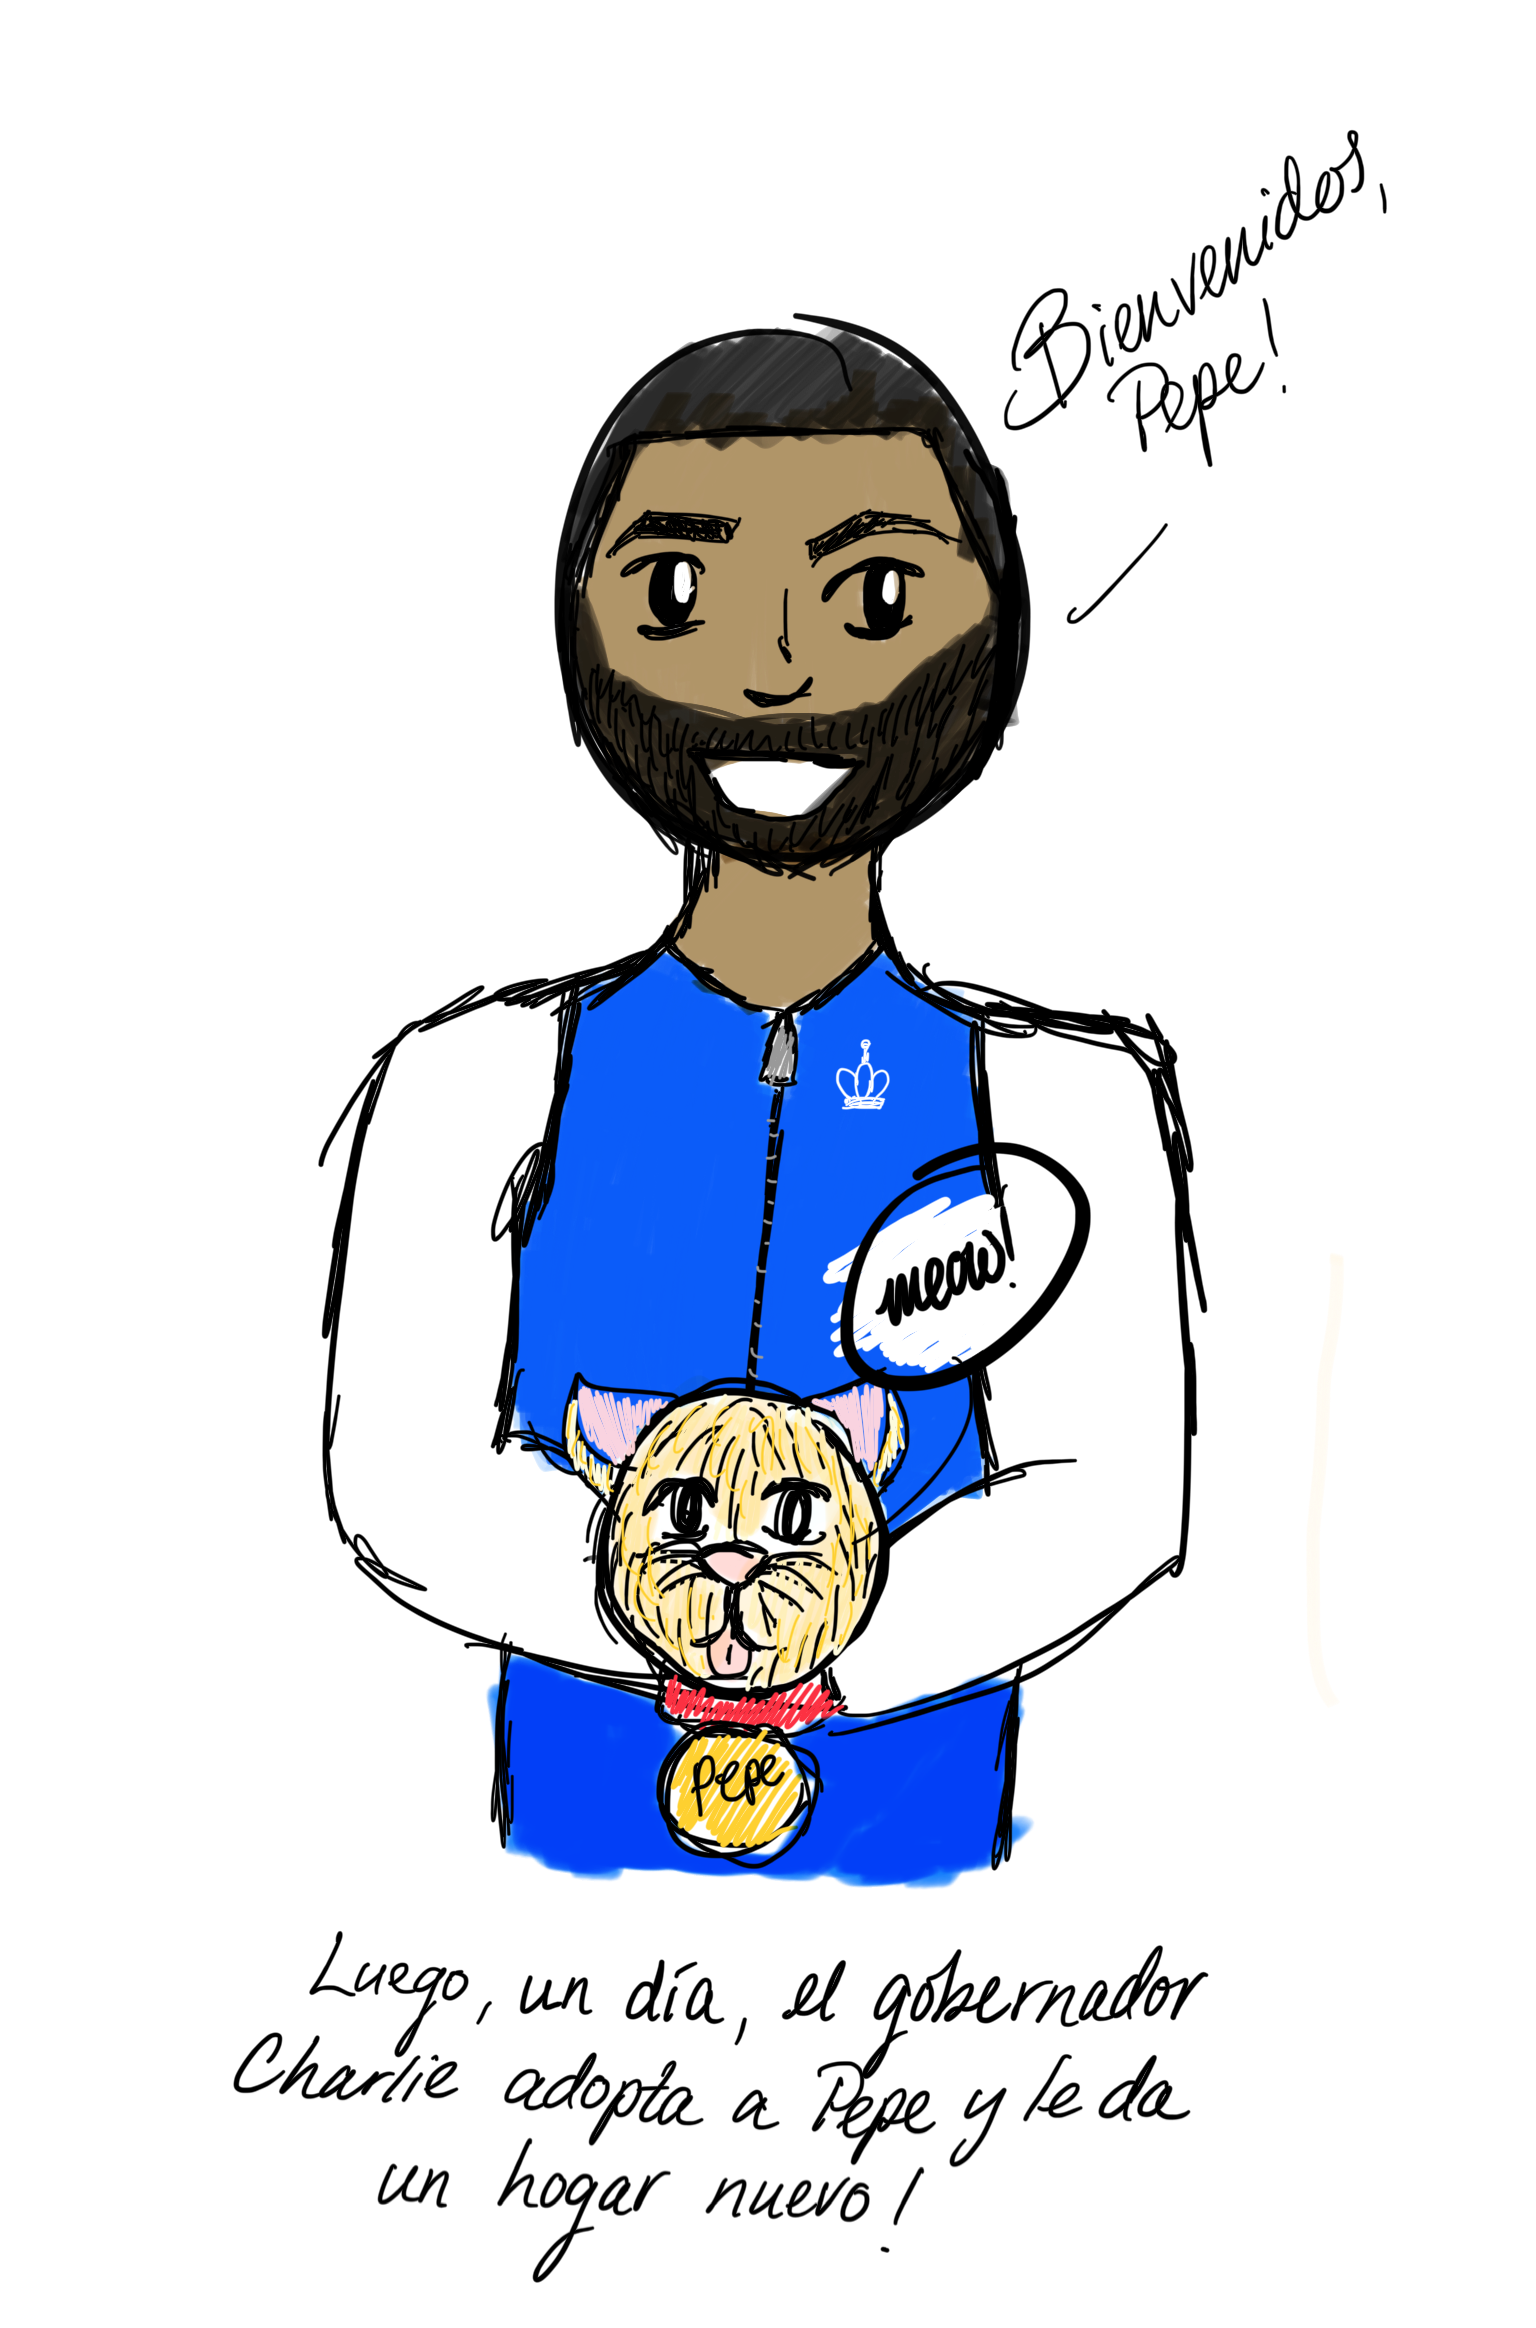 Bienvenidos,
Pepe!
meow!
Pepe
Luego, un día, el gobernador
Charlie adopta a Pepe y le da
un hogar nuevo!